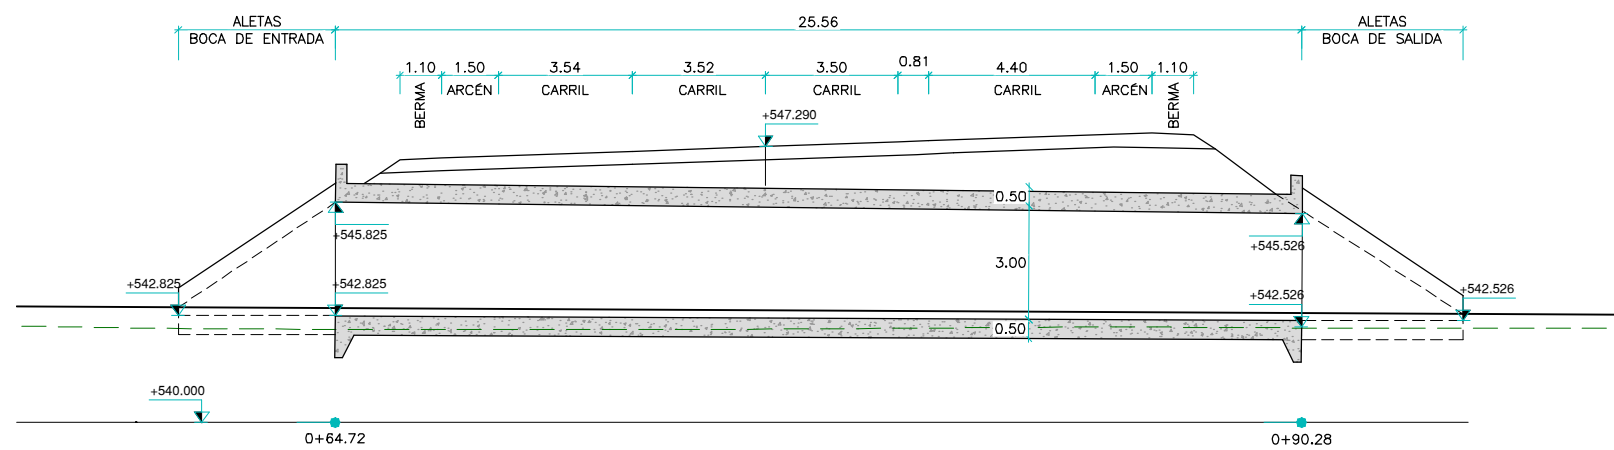 ALETAS
BOCA DE ENTRADA
25.56
ALETAS
BOCA DE SALIDA
1.10
1.50
3.54
3.52
3.50
0.81
4.40
1.50
1.10
BERMA
ARCÉN
CARRIL
CARRIL
CARRIL
CARRIL
ARCÉN
BERMA
+547.290
0.50
+545.825
+545.526
3.00
+542.825
+542.825
+542.526
+542.526
0.50
+540.000
0+64.72
0+90.28